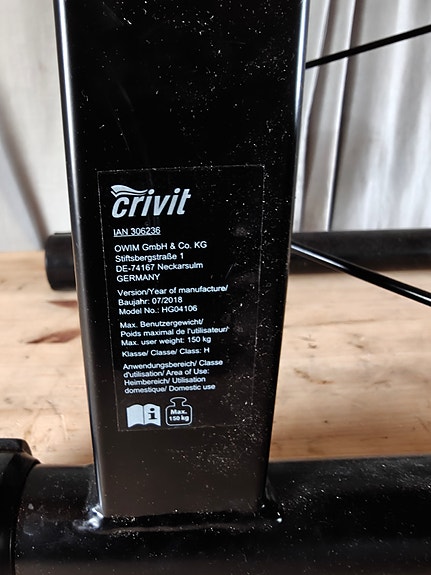 crivit
IAN 306236
OWIM GmbH & Co. KG
Stiftsbergstraße 1
DE-74167 Neckarsulm
GERMANY
Version/Year of manufacture/
Baujahr: 07/2018
Model No.: HG04106
Max. Benutzergewicht/
Poids maximal de l'utilisateur/
Max. user weight: 150 kg
Klasse/ Classe/ Class: H
Anwendungsbereich/ Classe
d'utilisation/ Area of Use:
Heimbereich/ Utilisation
domestique/ Domestic use
Max.
150 kg